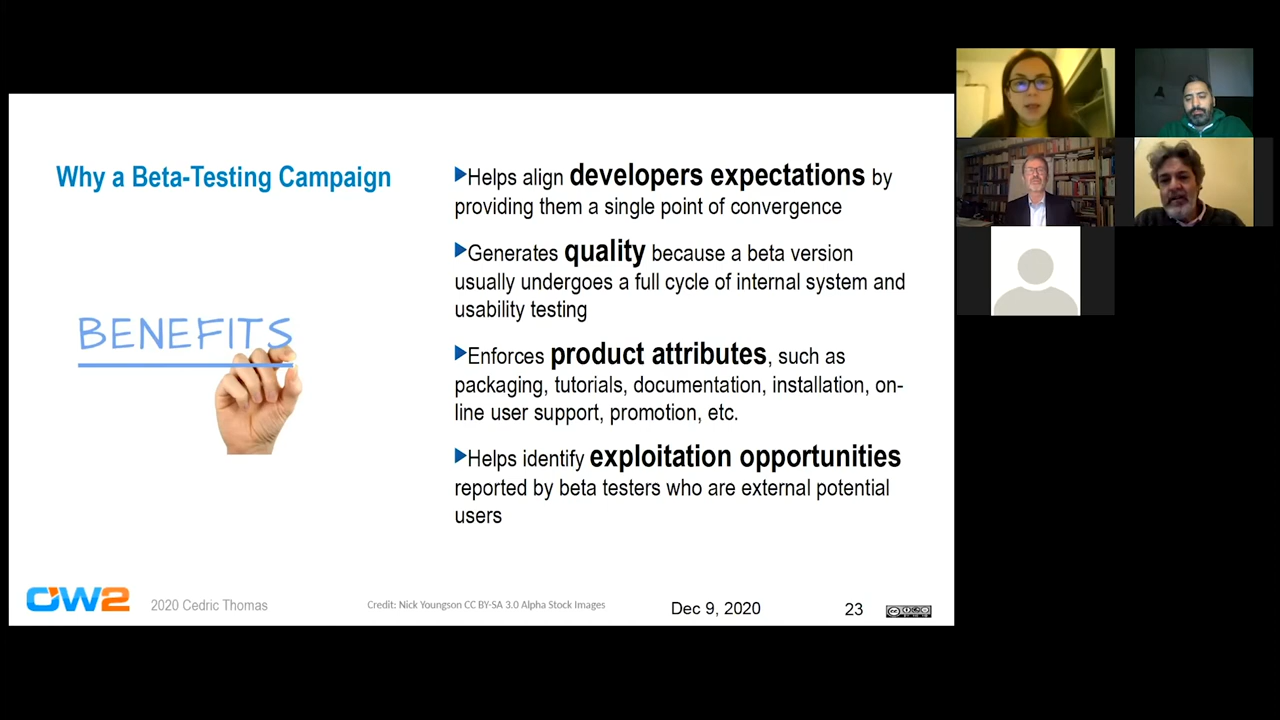 Why a Beta-Testing Campaign
BENEFITS
Helps align developers expectations by
providing them a single point of convergence
Generates quality because a beta version
usually undergoes a full cycle of internal system and
usability testing
Enforces product attributes, such as
packaging, tutorials, documentation, installation, on-
line user support, promotion, etc.
Helps identify exploitation opportunities
reported by beta testers who are external potential
users
OW2
2020 Cedric Thomas
Credit: Nick Youngson CC BY-SA 3.0 Alpha Stock Images
Dec 9, 2020
23